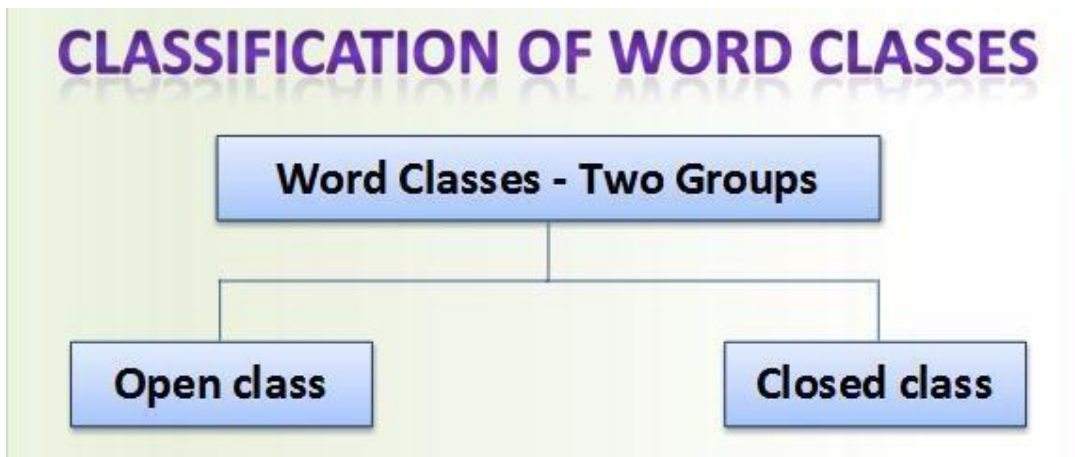 CLASSIFICATION OF WORD CLASSES
Word Classes - Two Groups
Open class
Closed class